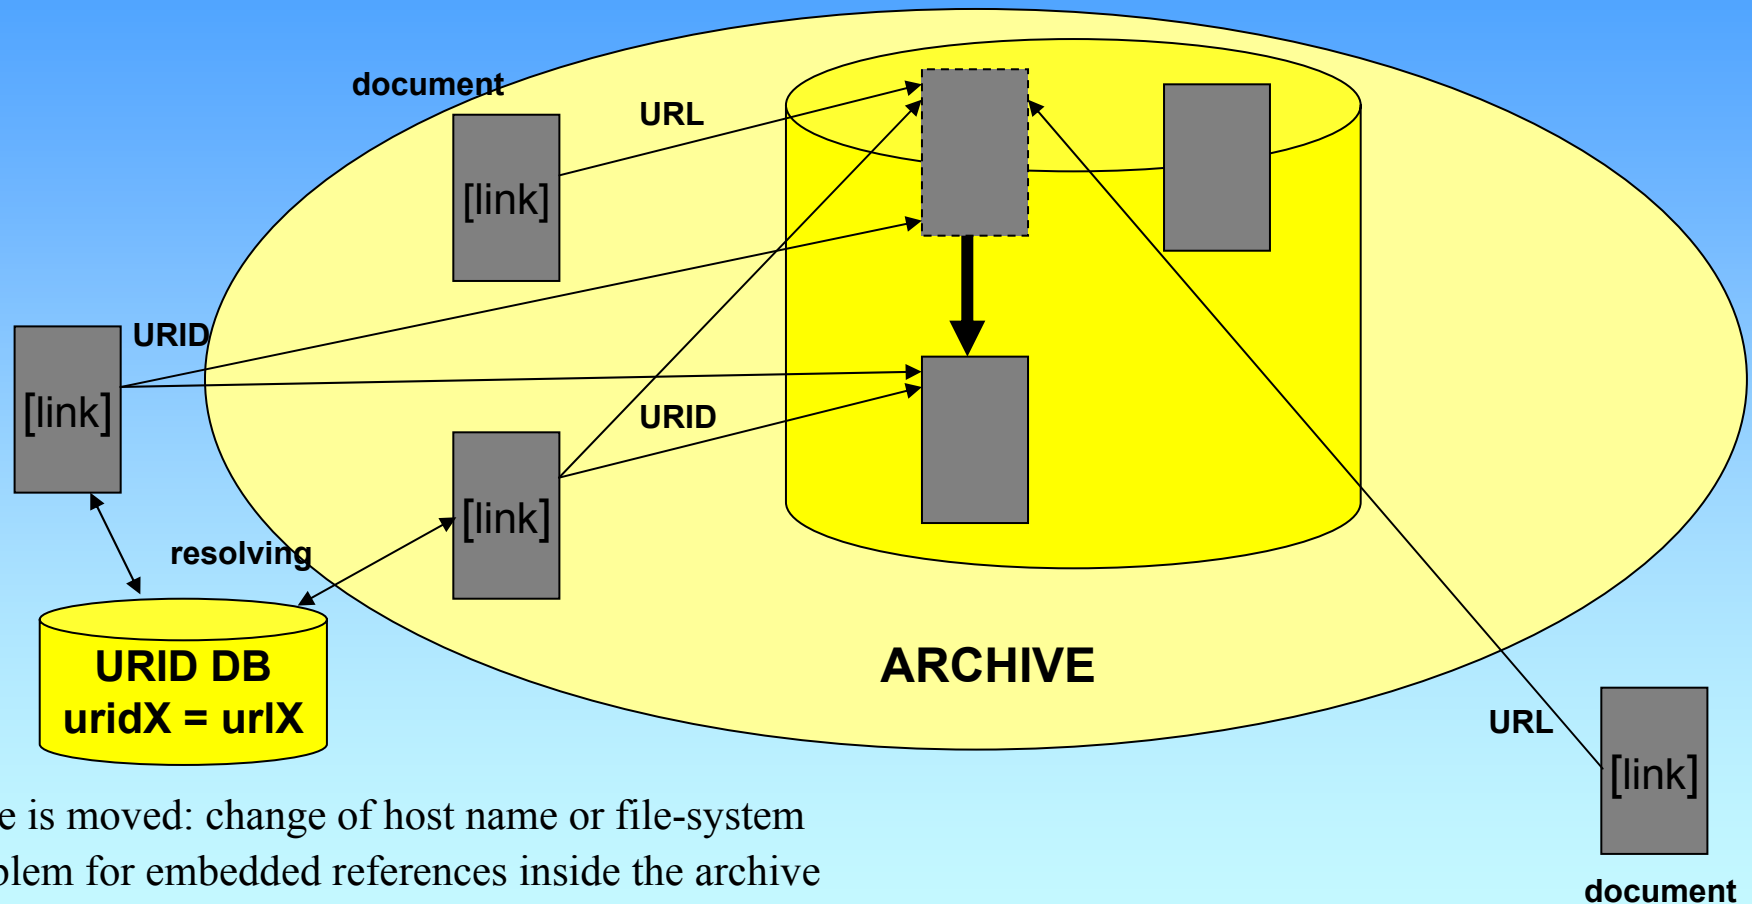 document
URL
[link]
URID
[link]
URID
[link]
resolving
URID DB
uridX = urlX
ARCHIVE
URL
[link]
is moved: change of host name or file-system
for embedded references inside the archive
document